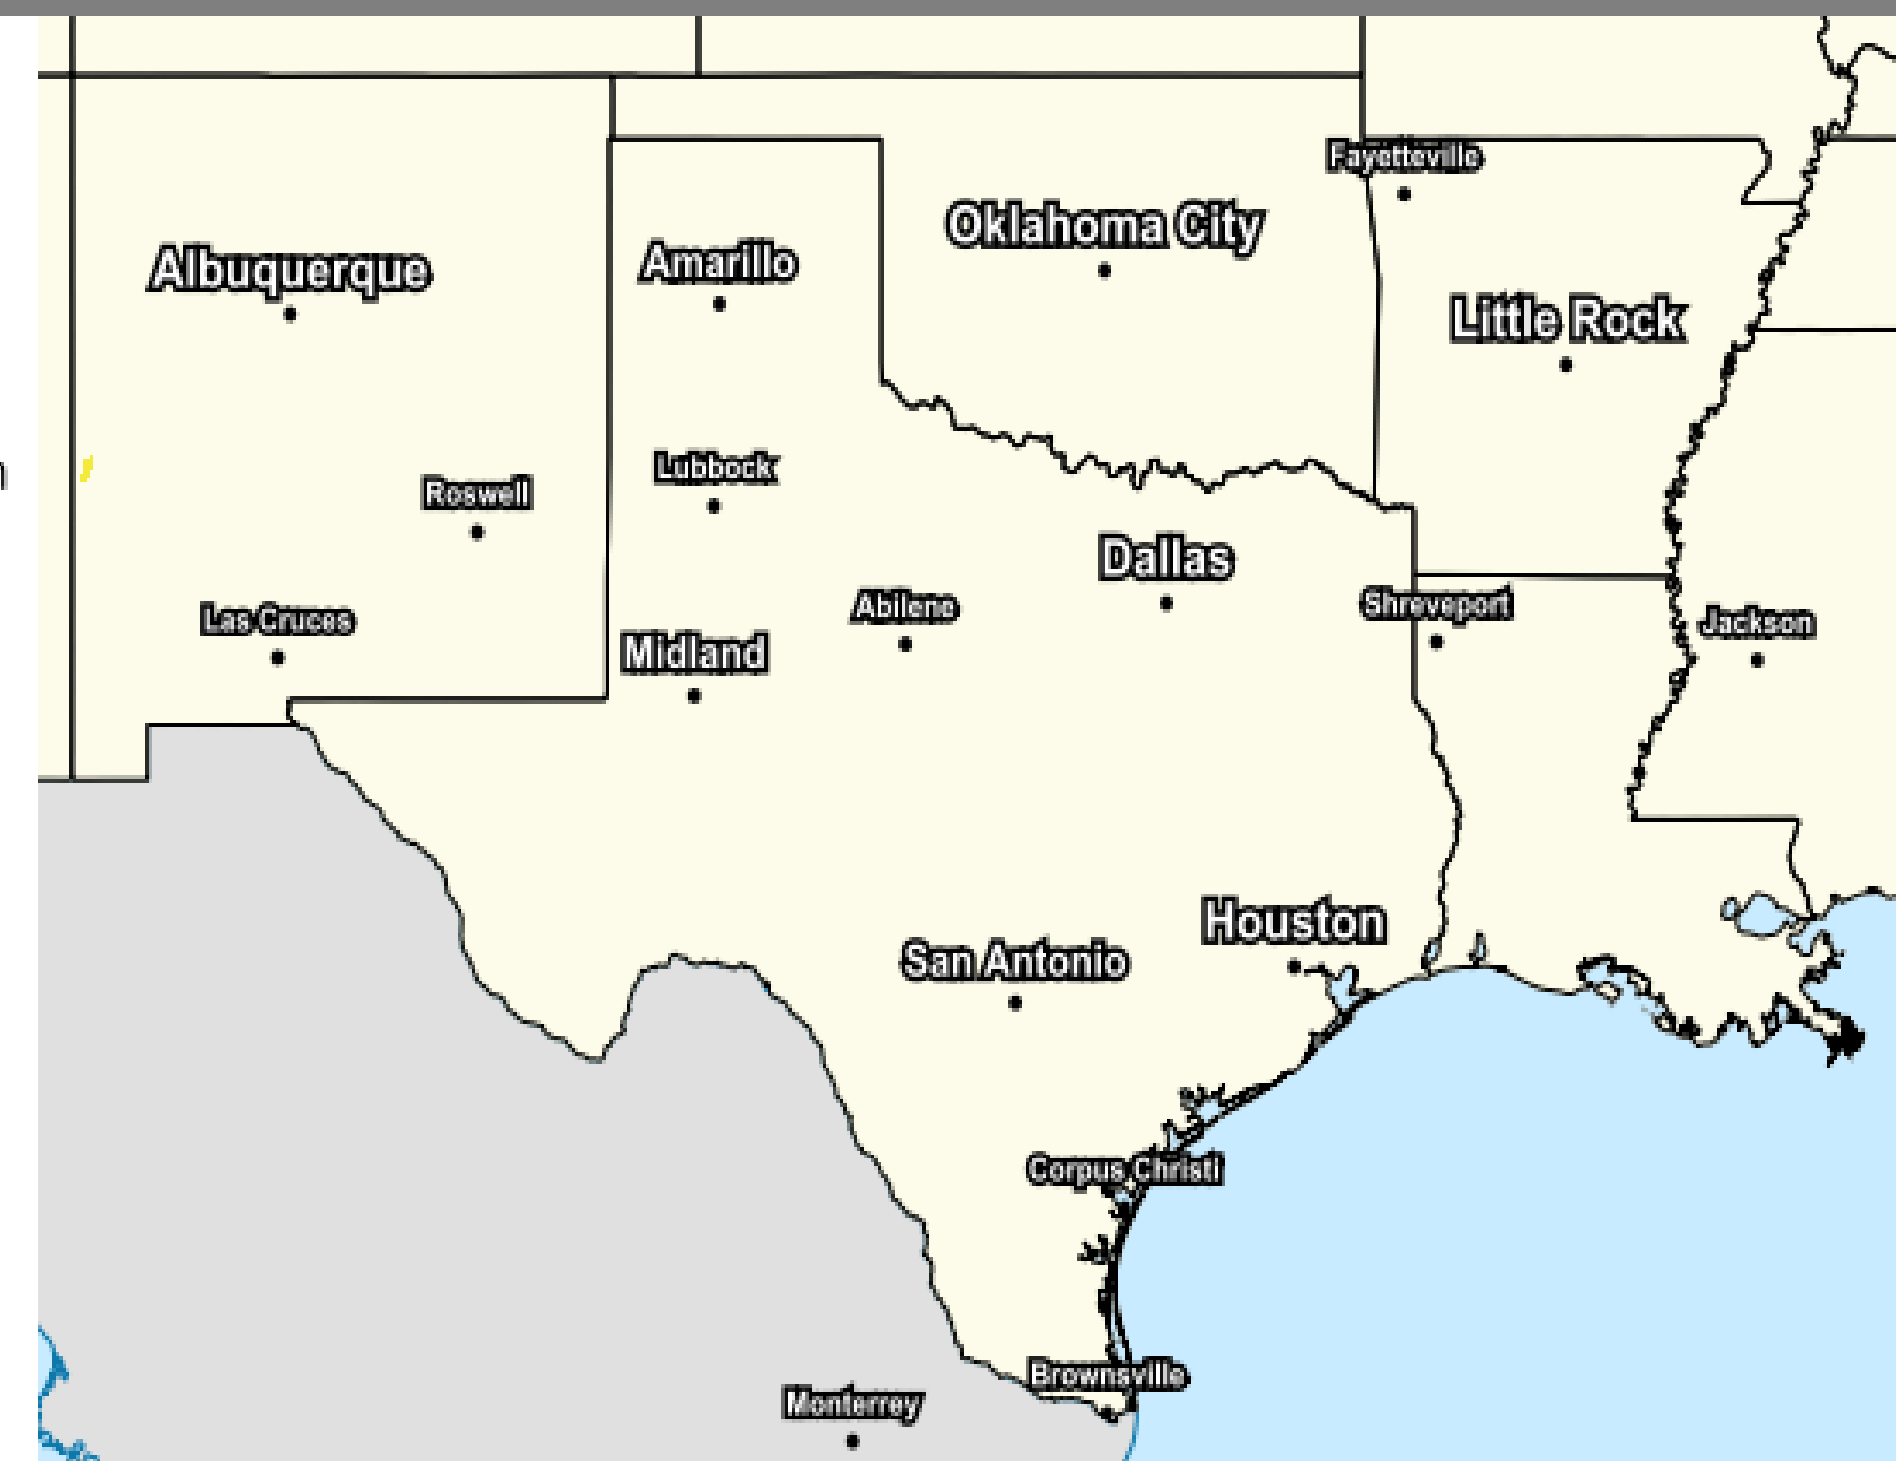 Fayetteville
Oklahoma City
Albuquerque
Amarillo
Little Rock
Lubbock
Roswell
Dallas
Abilene
Shreveport
Las Cruces
Jackson
Midland
Houston
San Antonio
Corpus Christi
Brownsville
Monterrey